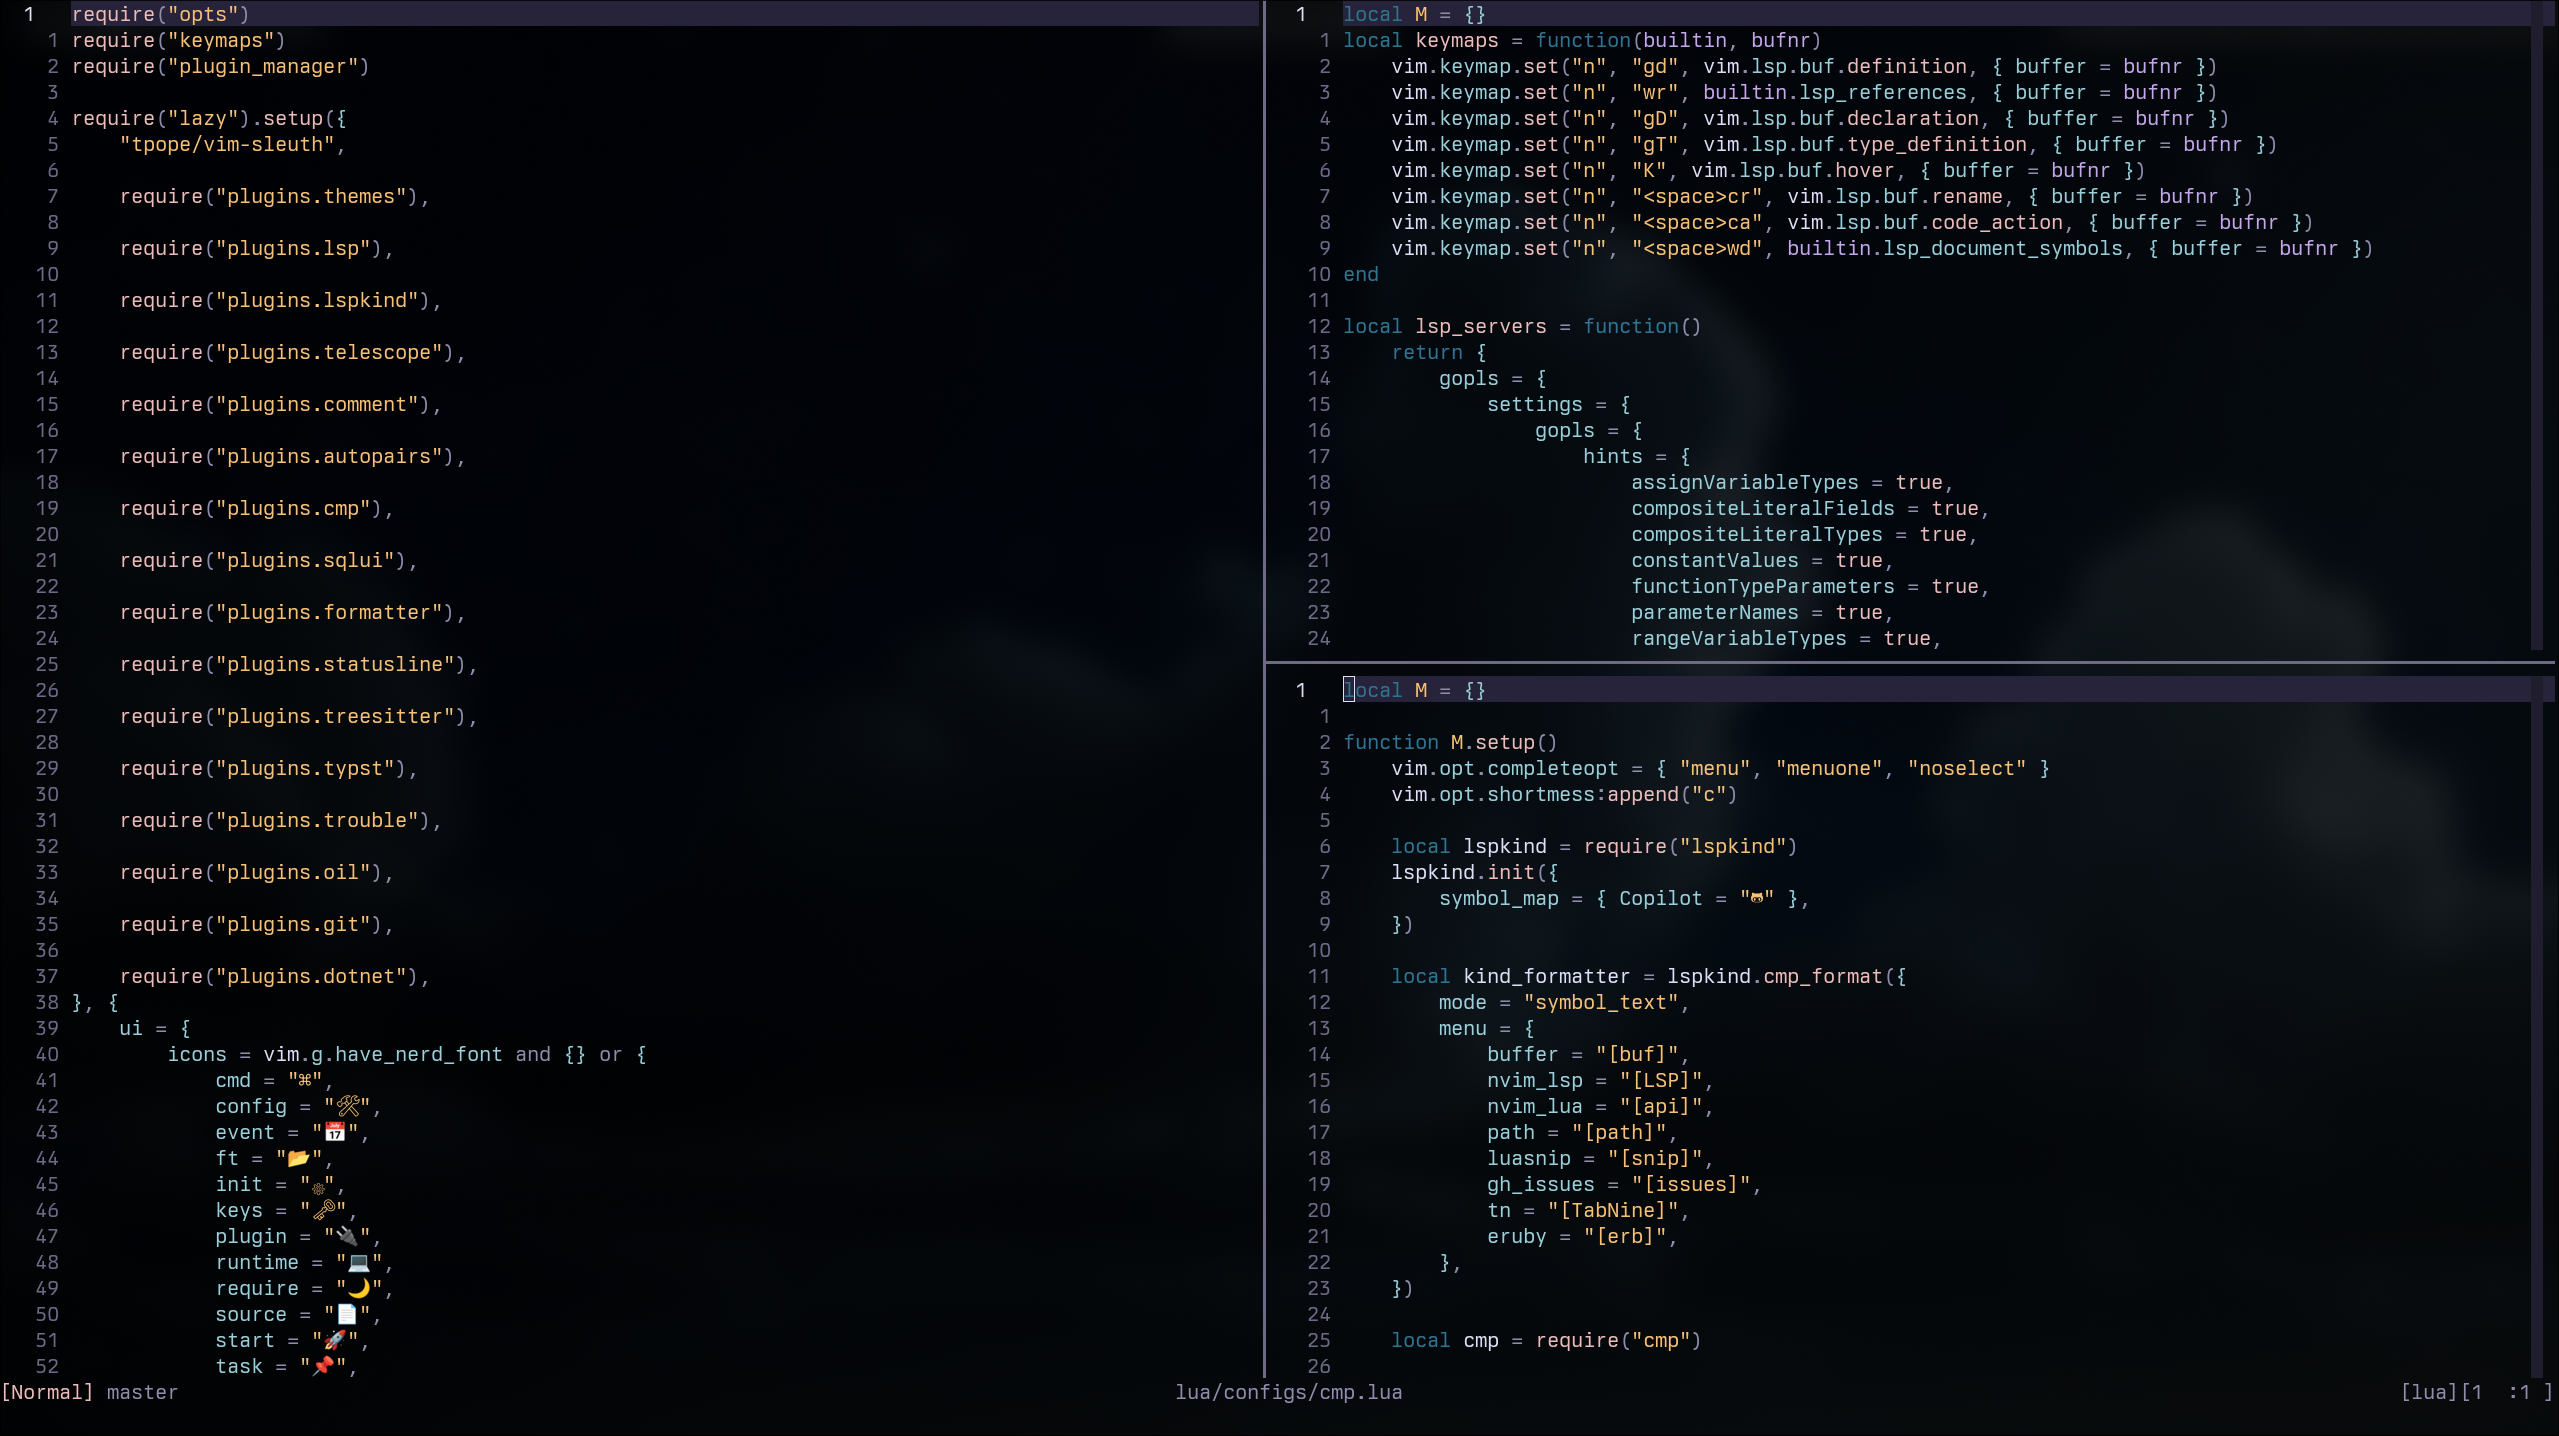 1 require("opts")
1 require("keymaps")
2 require("plugin_manager")
3
4 require("lazy").setup({
5     "tpope/vim-sleuth",
6
7     require("plugins.themes"),
8
9     require("plugins.lsp"),
10
11     require("plugins.lspkind"),
12
13     require("plugins.telescope"),
14
15     require("plugins.comment"),
16
17     require("plugins.autopairs"),
18
19     require("plugins.cmp"),
20
21     require("plugins.sqlui"),
22
23     require("plugins.formatter"),
24
25     require("plugins.statusline"),
26
27     require("plugins.treesitter"),
28
29     require("plugins.typst"),
30
31     require("plugins.trouble"),
32
33     require("plugins.oil"),
34
35     require("plugins.git"),
36
37     require("plugins.dotnet"),
38 }, {
39     ui = {
40         icons = vim.g.have_nerd_font and {} or {
41             cmd = "⌘",
42             config = "🛠",
43             event = "📅",
44             ft = "📂",
45             init = "⚙",
46             keys = "🗝",
47             plugin = "🔌",
48             runtime = "💻",
49             require = "🌙",
50             source = "📄",
51             start = "🚀",
52             task = "📌",
1 local M = {}
1 local keymaps = function(builtin, bufnr)
2     vim.keymap.set("n", "gd", vim.lsp.buf.definition, { buffer = bufnr })
3     vim.keymap.set("n", "wr", builtin.lsp_references, { buffer = bufnr })
4     vim.keymap.set("n", "gD", vim.lsp.buf.declaration, { buffer = bufnr })
5     vim.keymap.set("n", "gT", vim.lsp.buf.type_definition, { buffer = bufnr })
6     vim.keymap.set("n", "K", vim.lsp.buf.hover, { buffer = bufnr })
7     vim.keymap.set("n", "<space>cr", vim.lsp.buf.rename, { buffer = bufnr })
8     vim.keymap.set("n", "<space>ca", vim.lsp.buf.code_action, { buffer = bufnr })
9     vim.keymap.set("n", "<space>wd", builtin.lsp_document_symbols, { buffer = bufnr })
10 end
11
12 local lsp_servers = function()
13     return {
14         gopls = {
15             settings = {
16                 gopls = {
17                     hints = {
18                         assignVariableTypes = true,
19                         compositeLiteralFields = true,
20                         compositeLiteralTypes = true,
21                         constantValues = true,
22                         functionTypeParameters = true,
23                         parameterNames = true,
24                         rangeVariableTypes = true,
1 local M = {}
1
2 function M.setup()
3     vim.opt.completeopt = { "menu", "menuone", "noselect" }
4     vim.opt.shortmess:append("c")
5
6     local lspkind = require("lspkind")
7     lspkind.init({
8         symbol_map = { Copilot = "" },
9     })
10
11     local kind_formatter = lspkind.cmp_format({
12         mode = "symbol_text",
13         menu = {
14             buffer = "[buf]",
15             nvim_lsp = "[LSP]",
16             nvim_lua = "[api]",
17             path = "[path]",
18             luasnip = "[snip]",
19             gh_issues = "[issues]",
20             tn = "[TabNine]",
21             eruby = "[erb]",
22         },
23     })
24
25     local cmp = require("cmp")
26
[Normal] master lua/configs/cmp.lua [lua][1  :1 ]